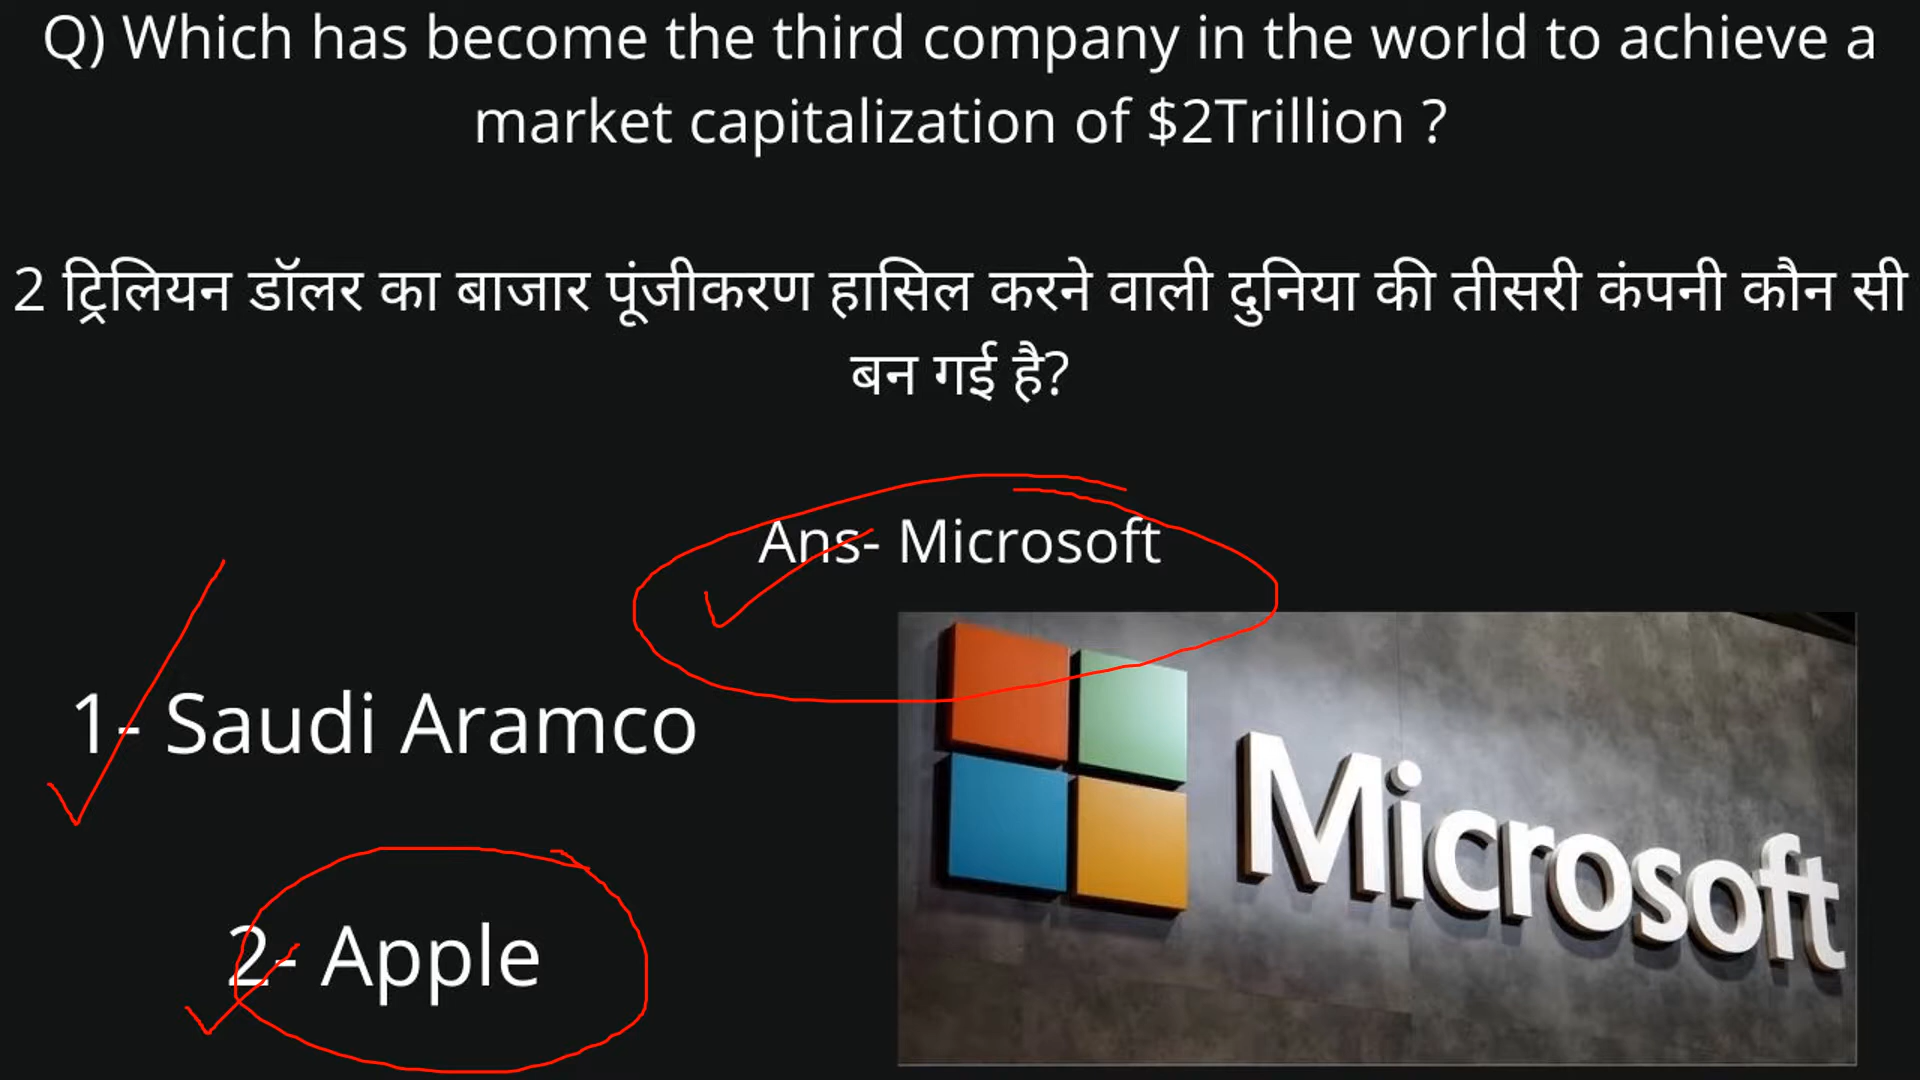 Q) Which has become the third company in the world to achieve a
market capitalization of $2Trillion ?
2 ट्रिलियन डॉलर का बाजार पूंजीकरण हासिल करने वाली दुनिया की तीसरी कंपनी कौन सी
बन गई है?
Ans- Microsoft
1- Saudi Aramco
Microsoft
2- Apple